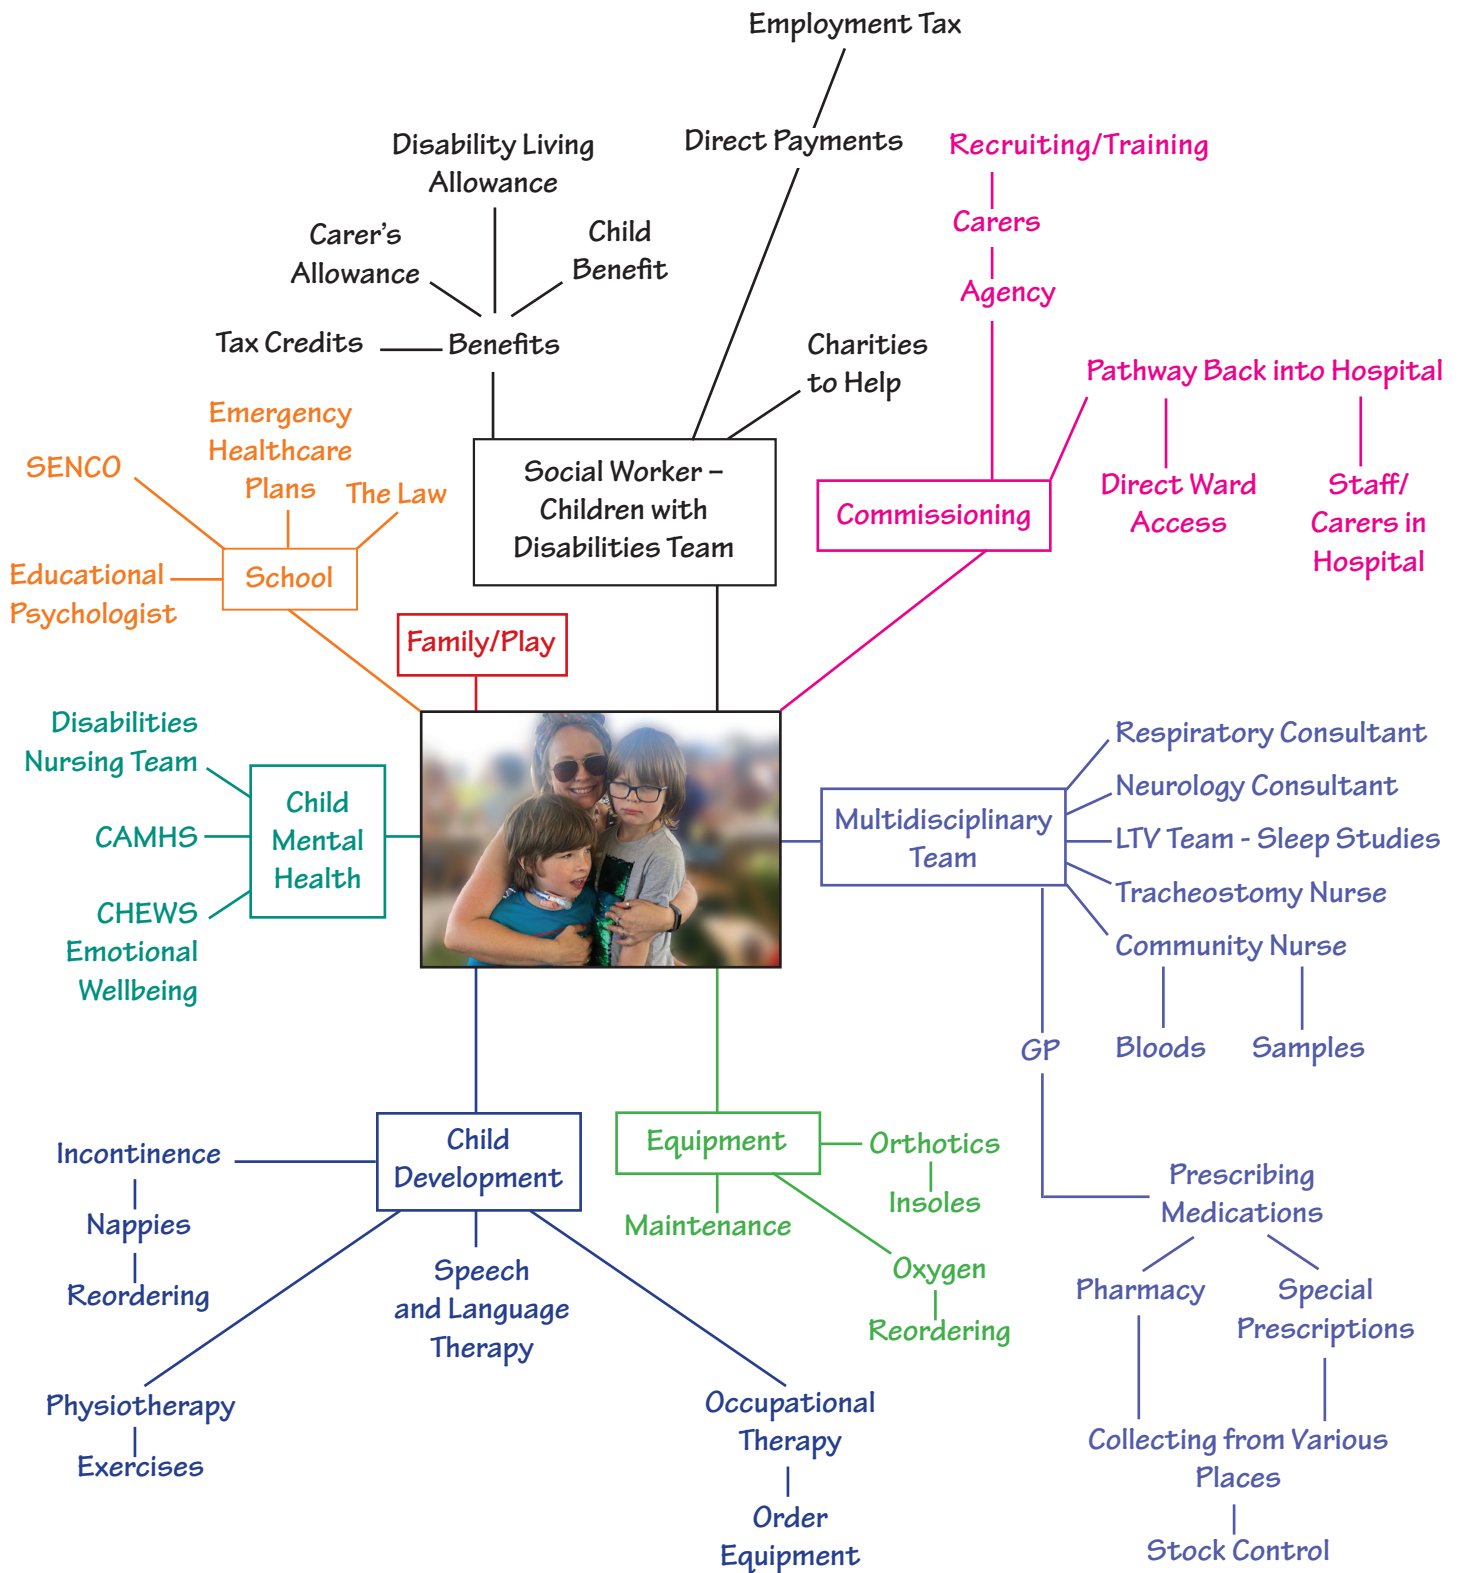 Employment Tax
Direct Payments
Disability Living
Allowance
Carer's
Allowance
Child
Benefit
Tax Credits
Benefits
Charities
to Help
Social Worker –
Children with
Disabilities Team
Recruiting/Training
Carers
Agency
Pathway Back into Hospital
Direct Ward
Access
Staff/
Carers in
Hospital
Commissioning
SENCO
Emergency
Healthcare
Plans
The Law
Educational
Psychologist
School
Family/Play
Disabilities
Nursing Team
CAMHS
CHEWS
Emotional
Wellbeing
Child
Mental
Health
Multidisciplinary
Team
Respiratory Consultant
Neurology Consultant
LTV Team - Sleep Studies
Tracheostomy Nurse
Community Nurse
Bloods
Samples
GP
Prescribing
Medications
Pharmacy
Special
Prescriptions
Collecting from Various
Places
Stock Control
Child
Development
Incontinence
Nappies
Reordering
Physiotherapy
Exercises
Speech
and Language
Therapy
Occupational
Therapy
Order
Equipment
Equipment
Maintenance
Orthotics
Insoles
Oxygen
Reordering